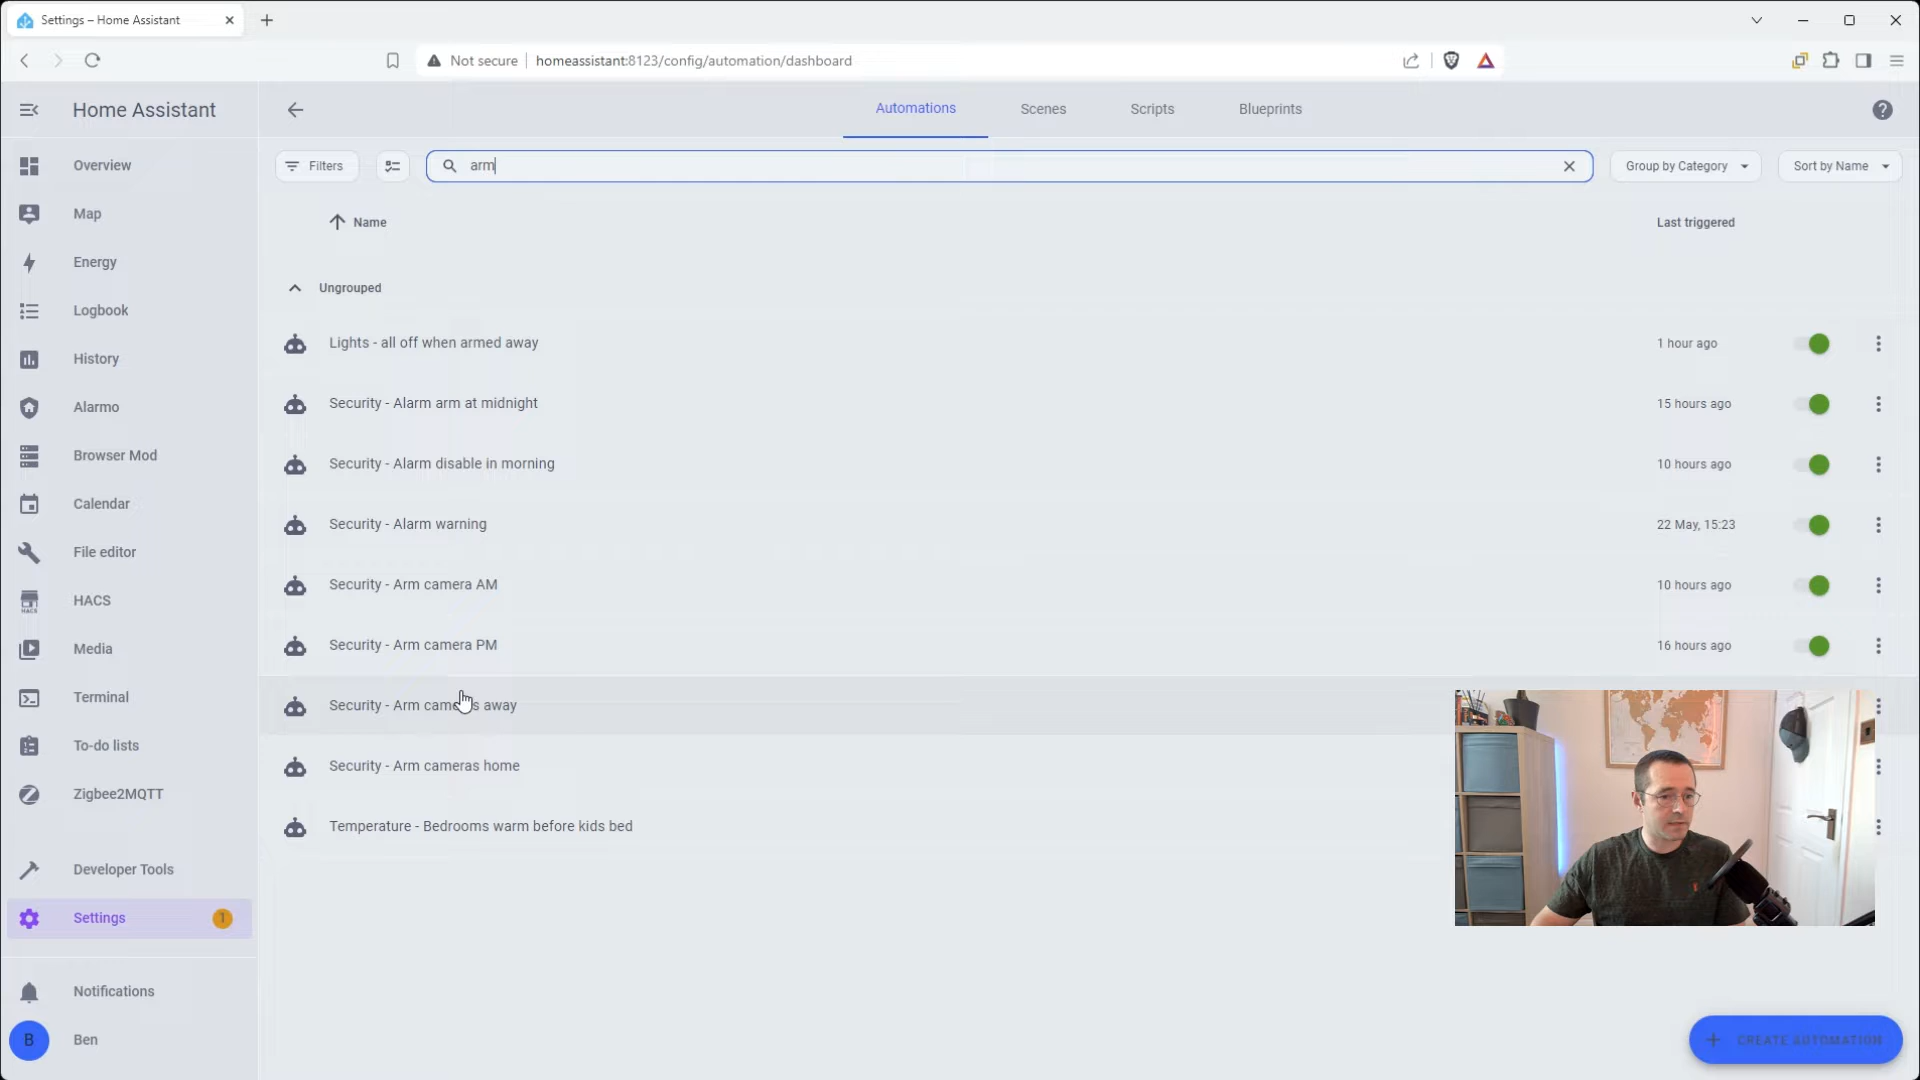 Settings – Home Assistant
Not secure
homeassistant:8123/config/automation/dashboard
Home Assistant
Automations
Scenes
Scripts
Blueprints
Overview
Map
Energy
Logbook
History
Alarmo
Browser Mod
Calendar
File editor
HACS
HACS
Media
Terminal
To-do lists
Zigbee2MQTT
Developer Tools
Settings
1
Notifications
B
Ben
Filters
arm
Group by Category
Sort by Name
Name
Last triggered
Ungrouped
Lights - all off when armed away
1 hour ago
Security - Alarm arm at midnight
15 hours ago
Security - Alarm disable in morning
10 hours ago
Security - Alarm warning
22 May, 15:23
Security - Arm camera AM
10 hours ago
Security - Arm camera PM
16 hours ago
Security - Arm cameras away
Security - Arm cameras home
Temperature - Bedrooms warm before kids bed
CREATE AUTOMATION